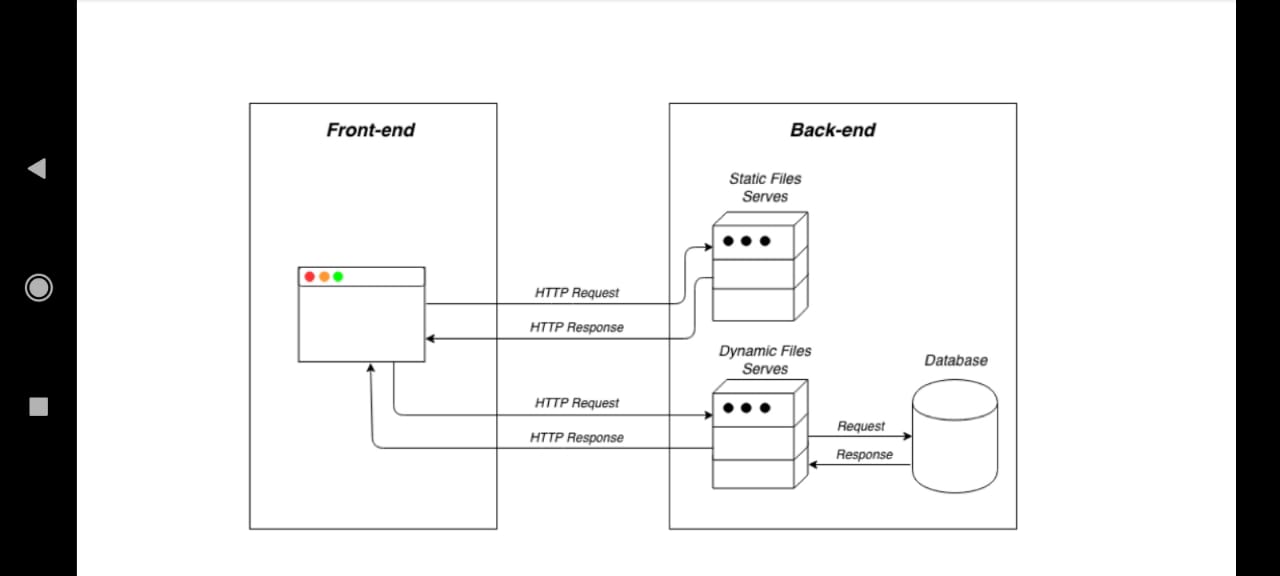 Front-end
Back-end
Static Files
Serves
HTTP Request
HTTP Response
Dynamic Files
Serves
Database
HTTP Request
HTTP Response
Request
Response